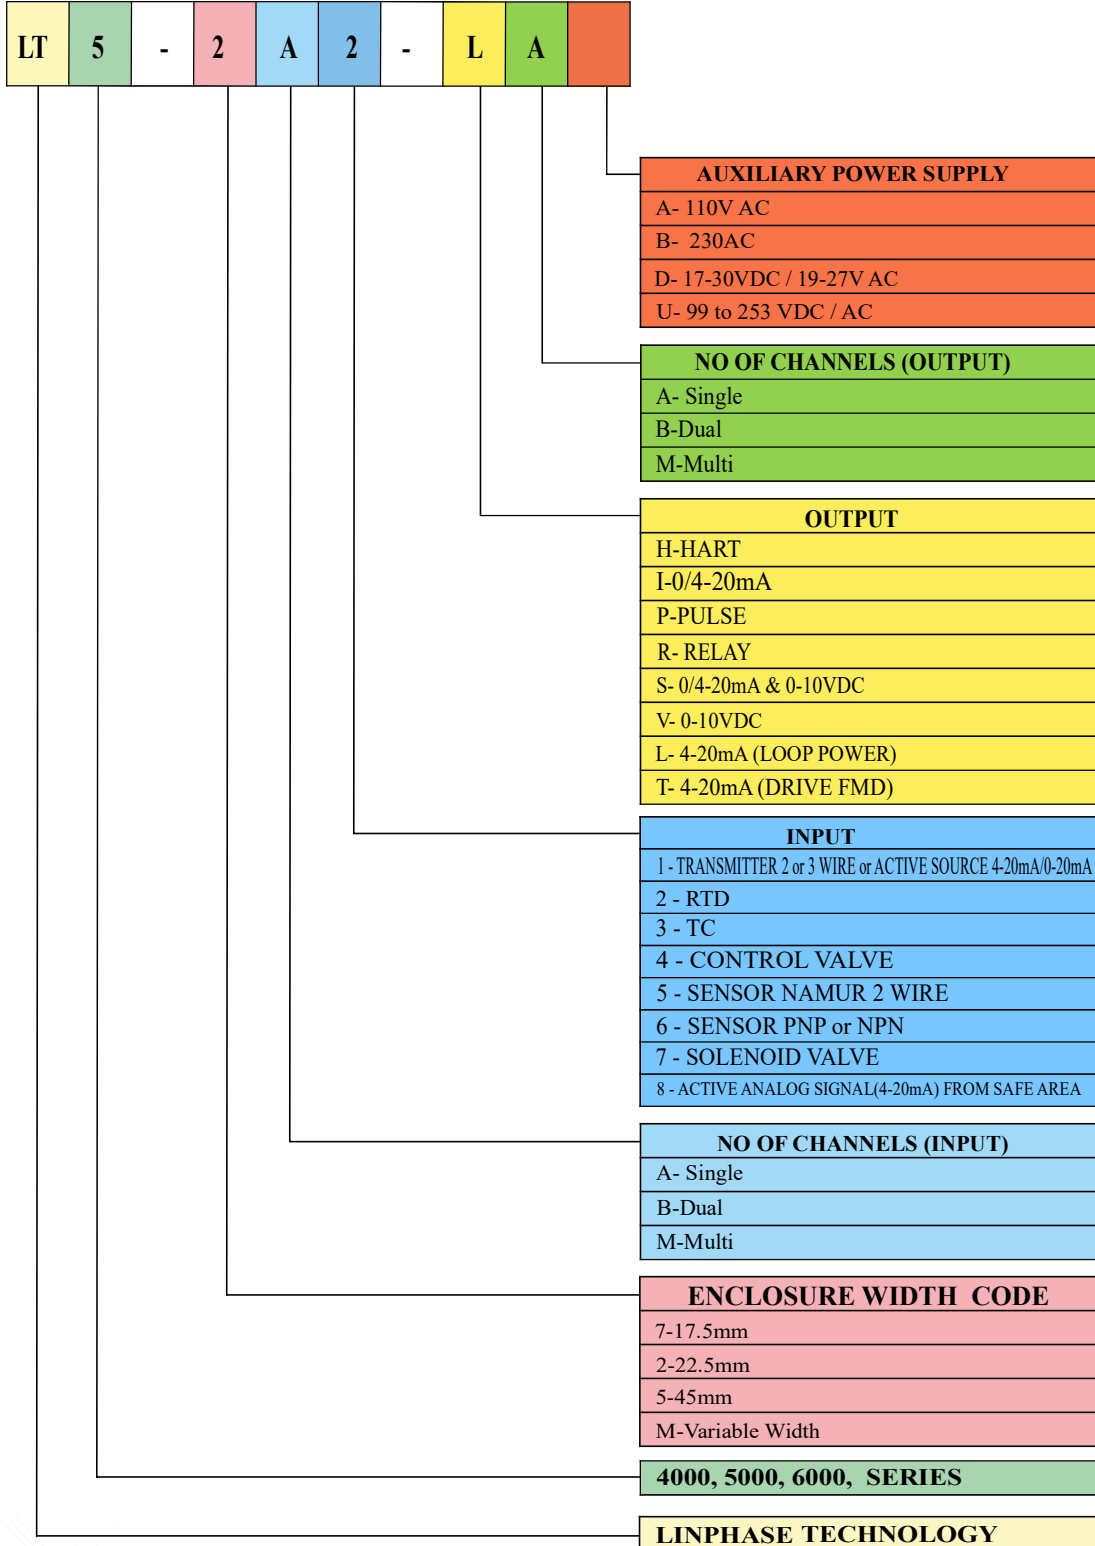 LT 5 - 2 A 2 - L A
AUXILIARY POWER SUPPLY
A- 110V AC
B- 230AC
D- 17-30VDC / 19-27V AC
U- 99 to 253 VDC / AC
NO OF CHANNELS (OUTPUT)
A- Single
B-Dual
M-Multi
OUTPUT
H-HART
I-0/4-20mA
P-PULSE
R- RELAY
S- 0/4-20mA & 0-10VDC
V- 0-10VDC
L- 4-20mA (LOOP POWER)
T- 4-20mA (DRIVE FMD)
INPUT
1 - TRANSMITTER 2 or 3 WIRE or ACTIVE SOURCE 4-20mA/0-20mA
2 - RTD
3 - TC
4 - CONTROL VALVE
5 - SENSOR NAMUR 2 WIRE
6 - SENSOR PNP or NPN
7 - SOLENOID VALVE
8 - ACTIVE ANALOG SIGNAL(4-20mA) FROM SAFE AREA
NO OF CHANNELS (INPUT)
A- Single
B-Dual
M-Multi
ENCLOSURE WIDTH CODE
7-17.5mm
2-22.5mm
5-45mm
M-Variable Width
4000, 5000, 6000, SERIES
LINPHASE TECHNOLOGY